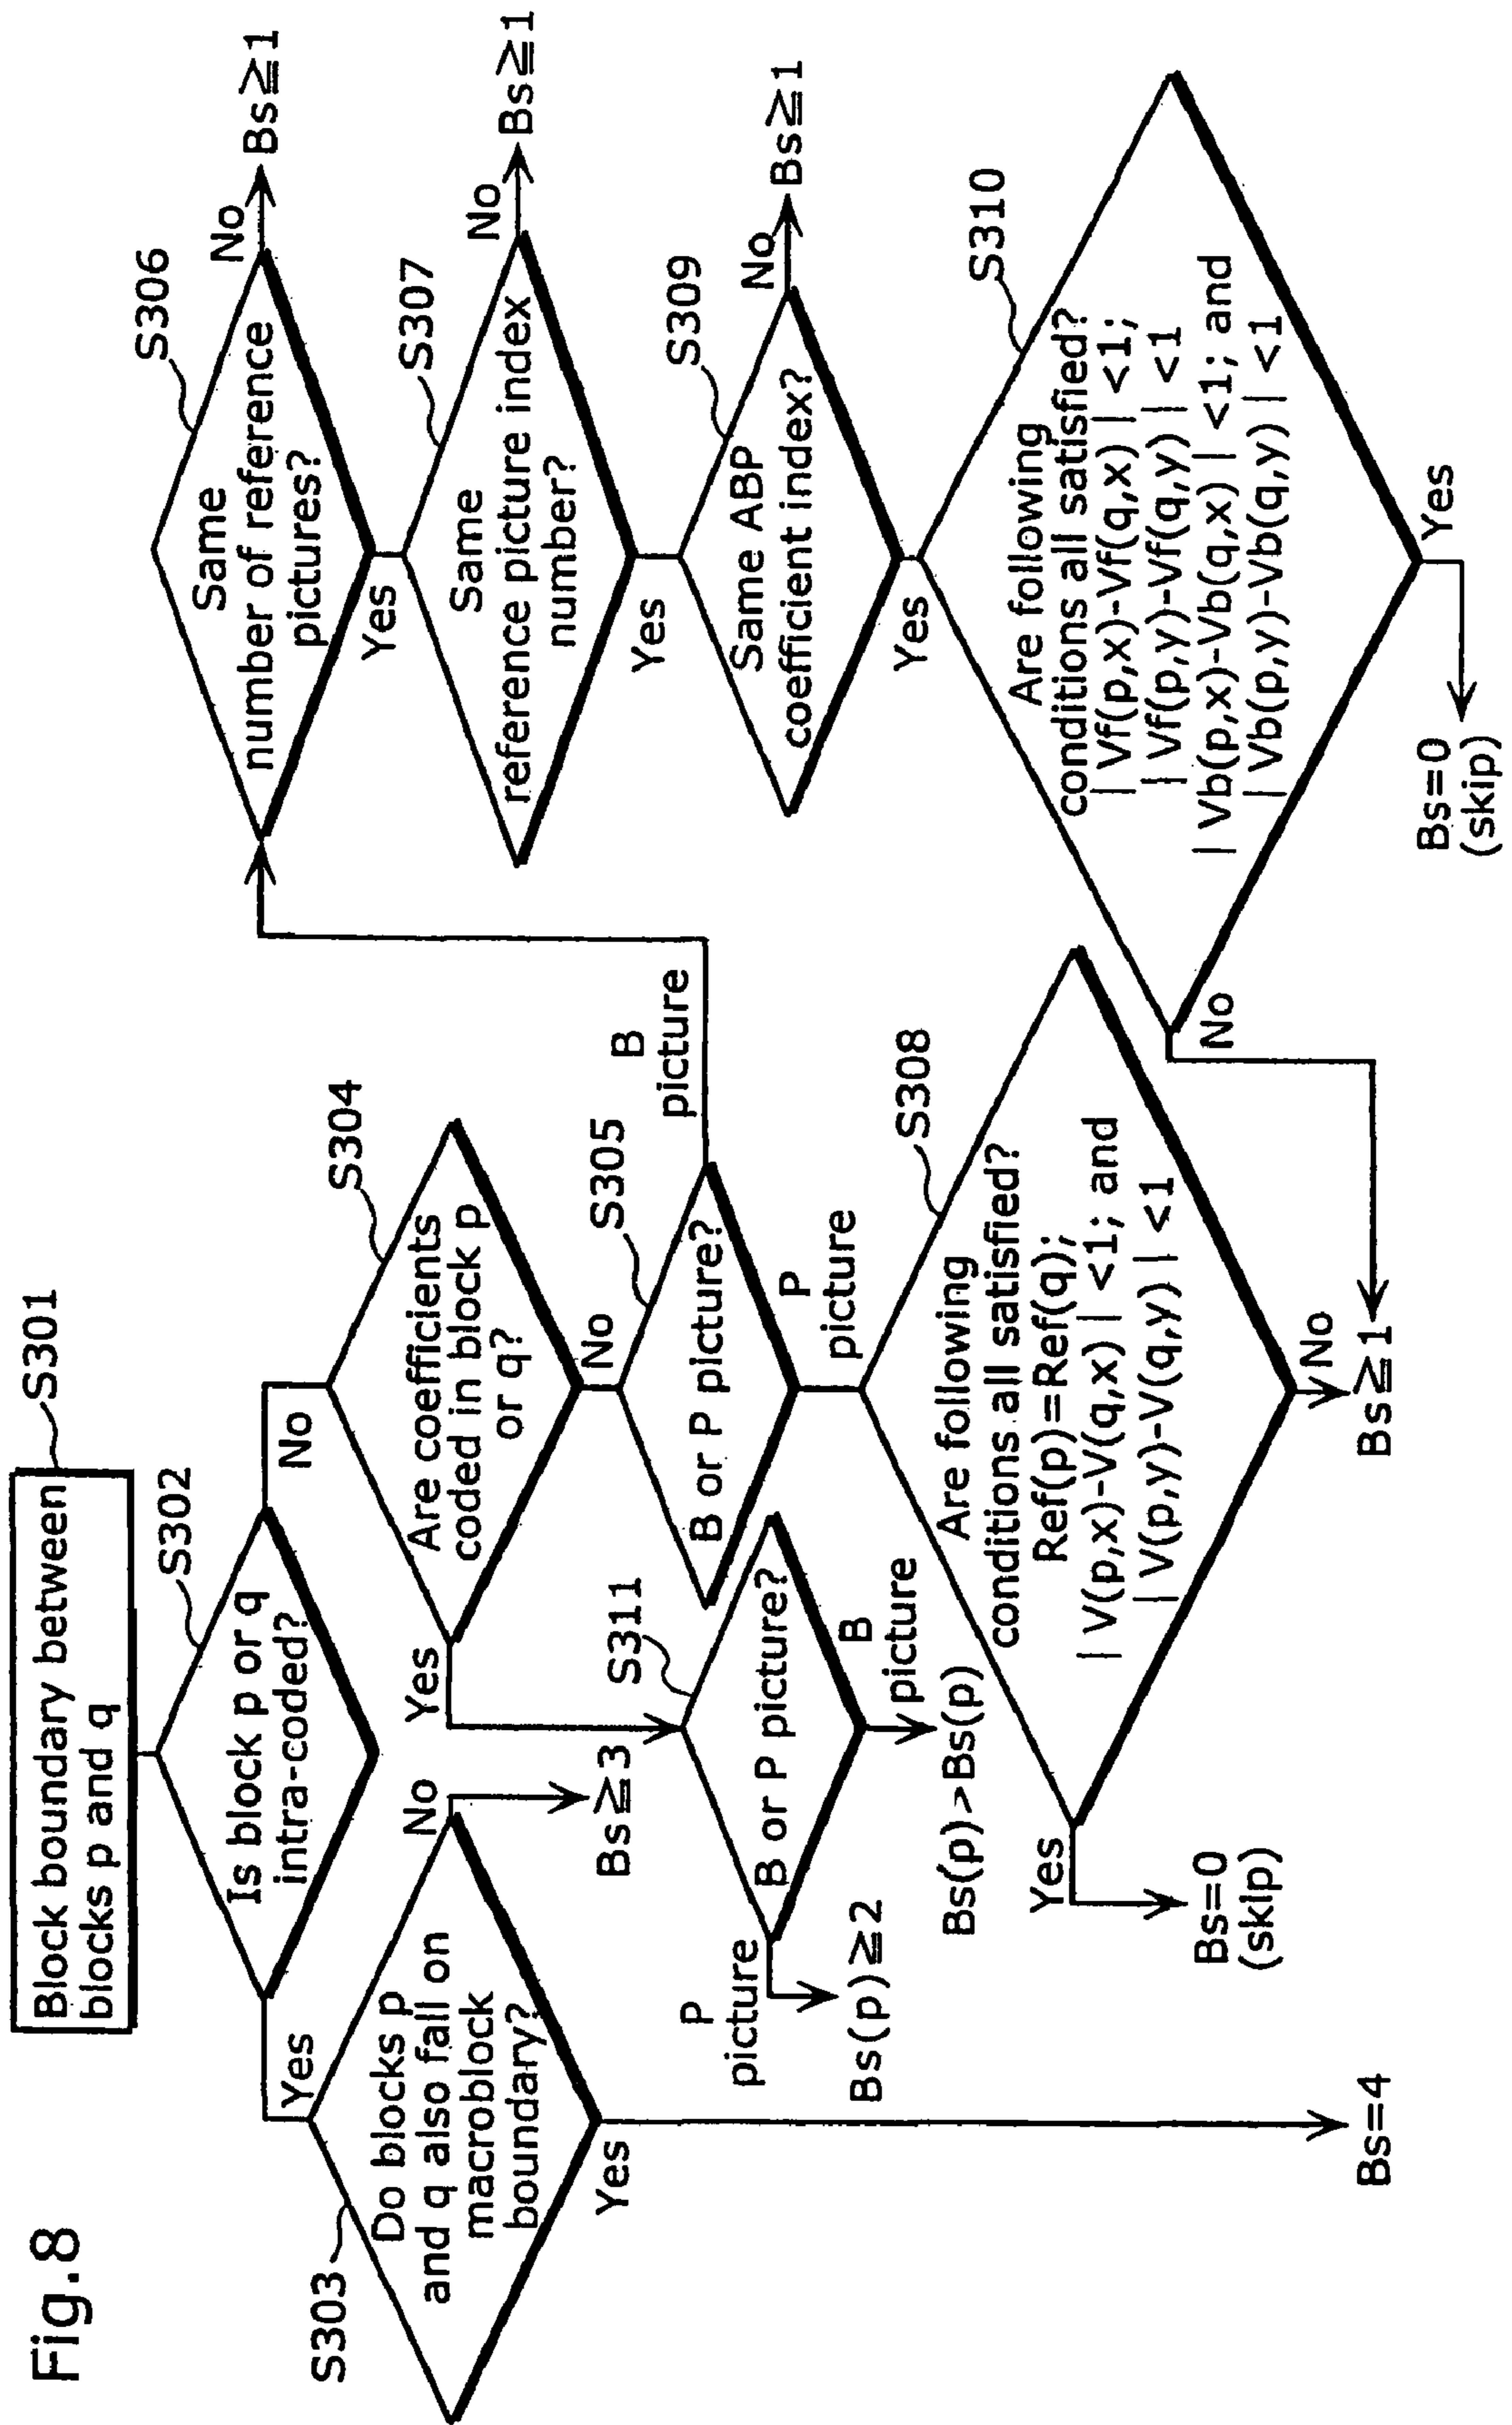 Fig.8
Block boundary between
blocks p and q
S301
S302
Is block p or q
intra-coded?
Yes
No
S303
Do blocks p
and q also fall on
macroblock
boundary?
Yes
No
Bs≧3
Bs=4
S304
Are coefficients
coded in block p
or q?
Yes
No
S311
B or P picture?
P
picture
Bs(p)≧2
B
picture
Bs(p)>Bs(p)
S305
B or P picture?
B
picture
P
picture
S308
Are following
conditions all satisfied?
Ref(p)=Ref(q);
|V(p,x)-V(q,x)|<1; and
|V(p,y)-V(q,y)|<1
Yes
Bs=0
(skip)
No
Bs≧1
S306
Same
number of reference
pictures?
No
Bs≧1
Yes
S307
Same
reference picture index
number?
No
Bs≧1
Yes
S309
Same ABP
coefficient index?
No
Bs≧1
Yes
S310
Are following
conditions all satisfied?
|Vf(p,x)-Vf(q,x)|<1;
|Vf(p,y)-Vf(q,y)|<1
|Vb(p,x)-Vb(q,x)|<1; and
|Vb(p,y)-Vb(q,y)|<1
No
Yes
Bs=0
(skip)